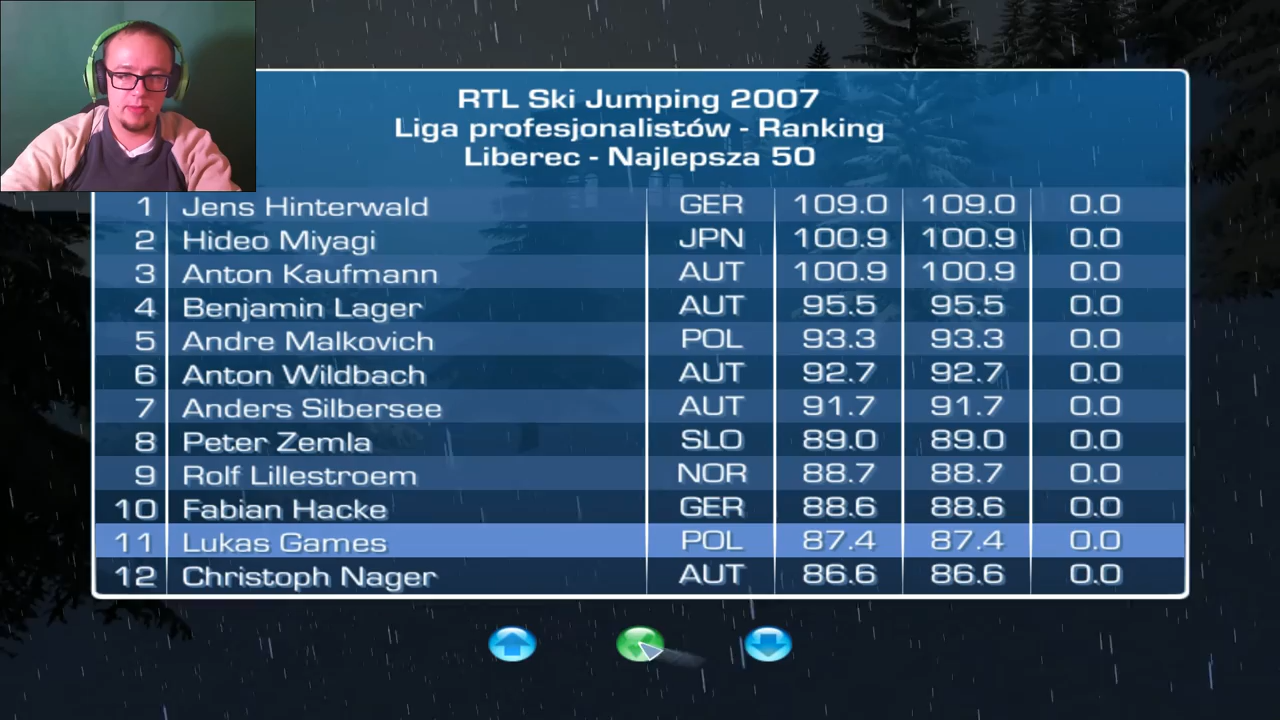 RTL Ski Jumping 2007
Liga profesjonalistów - Ranking
Liberec - Najlepsza 50
1 Jens Hinterwald GER 109.0 109.0 0.0
2 Hideo Miyagi JPN 100.9 100.9 0.0
3 Anton Kaufmann AUT 100.9 100.9 0.0
4 Benjamin Lager AUT 95.5 95.5 0.0
5 Andre Malkovich POL 93.3 93.3 0.0
6 Anton Wildbach AUT 92.7 92.7 0.0
7 Anders Silbersee AUT 91.7 91.7 0.0
8 Peter Zemla SLO 89.0 89.0 0.0
9 Rolf Lillestroem NOR 88.7 88.7 0.0
10 Fabian Hacke GER 88.6 88.6 0.0
11 Lukas Games POL 87.4 87.4 0.0
12 Christoph Nager AUT 86.6 86.6 0.0